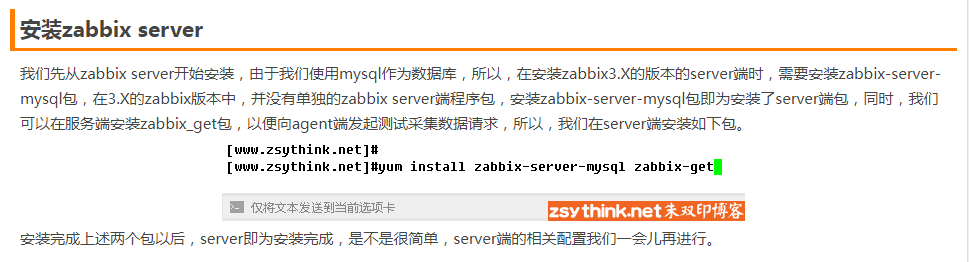 安装zabbix server
我们先从zabbix server开始安装，由于我们使用mysql作为数据库，所以，在安装zabbix3.X的版本的server端时，需要安装zabbix-server-
mysql包，在3.X的zabbix版本中，并没有单独的zabbix server端程序包，安装zabbix-server-mysql包即为安装了server端包，同时，我们
可以在服务端安装zabbix_get包，以便向agent端发起测试采集数据请求，所以，我们在server端安装如下包。
[www.zsythink.net]#
[www.zsythink.net]#yum install zabbix-server-mysql zabbix-get
仅将文本发送到当前选项卡
zsythink.net朱双印博客
安装完成上述两个包以后，server即为安装完成，是不是很简单，server端的相关配置我们一会儿再进行。